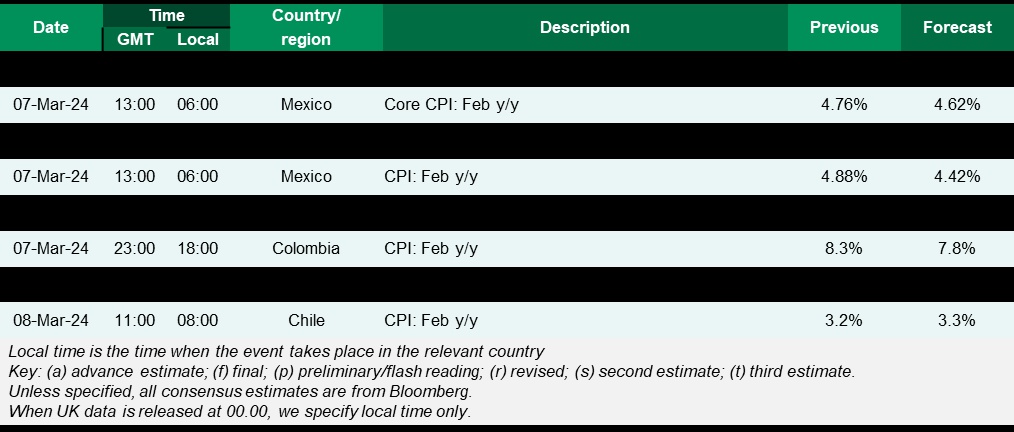 Date Time Country/ region Description Previous Forecast
GMT Local
07-Mar-24 13:00 06:00 Mexico Core CPI: Feb y/y 4.76% 4.62%
07-Mar-24 13:00 06:00 Mexico CPI: Feb y/y 4.88% 4.42%
07-Mar-24 23:00 18:00 Colombia CPI: Feb y/y 8.3% 7.8%
08-Mar-24 11:00 08:00 Chile CPI: Feb y/y 3.2% 3.3%
Local time is the time when the event takes place in the relevant country
Key: (a) advance estimate; (f) final; (p) preliminary/flash reading; (r) revised; (s) second estimate; (t) third estimate.
Unless specified, all consensus estimates are from Bloomberg.
When UK data is released at 00.00, we specify local time only.